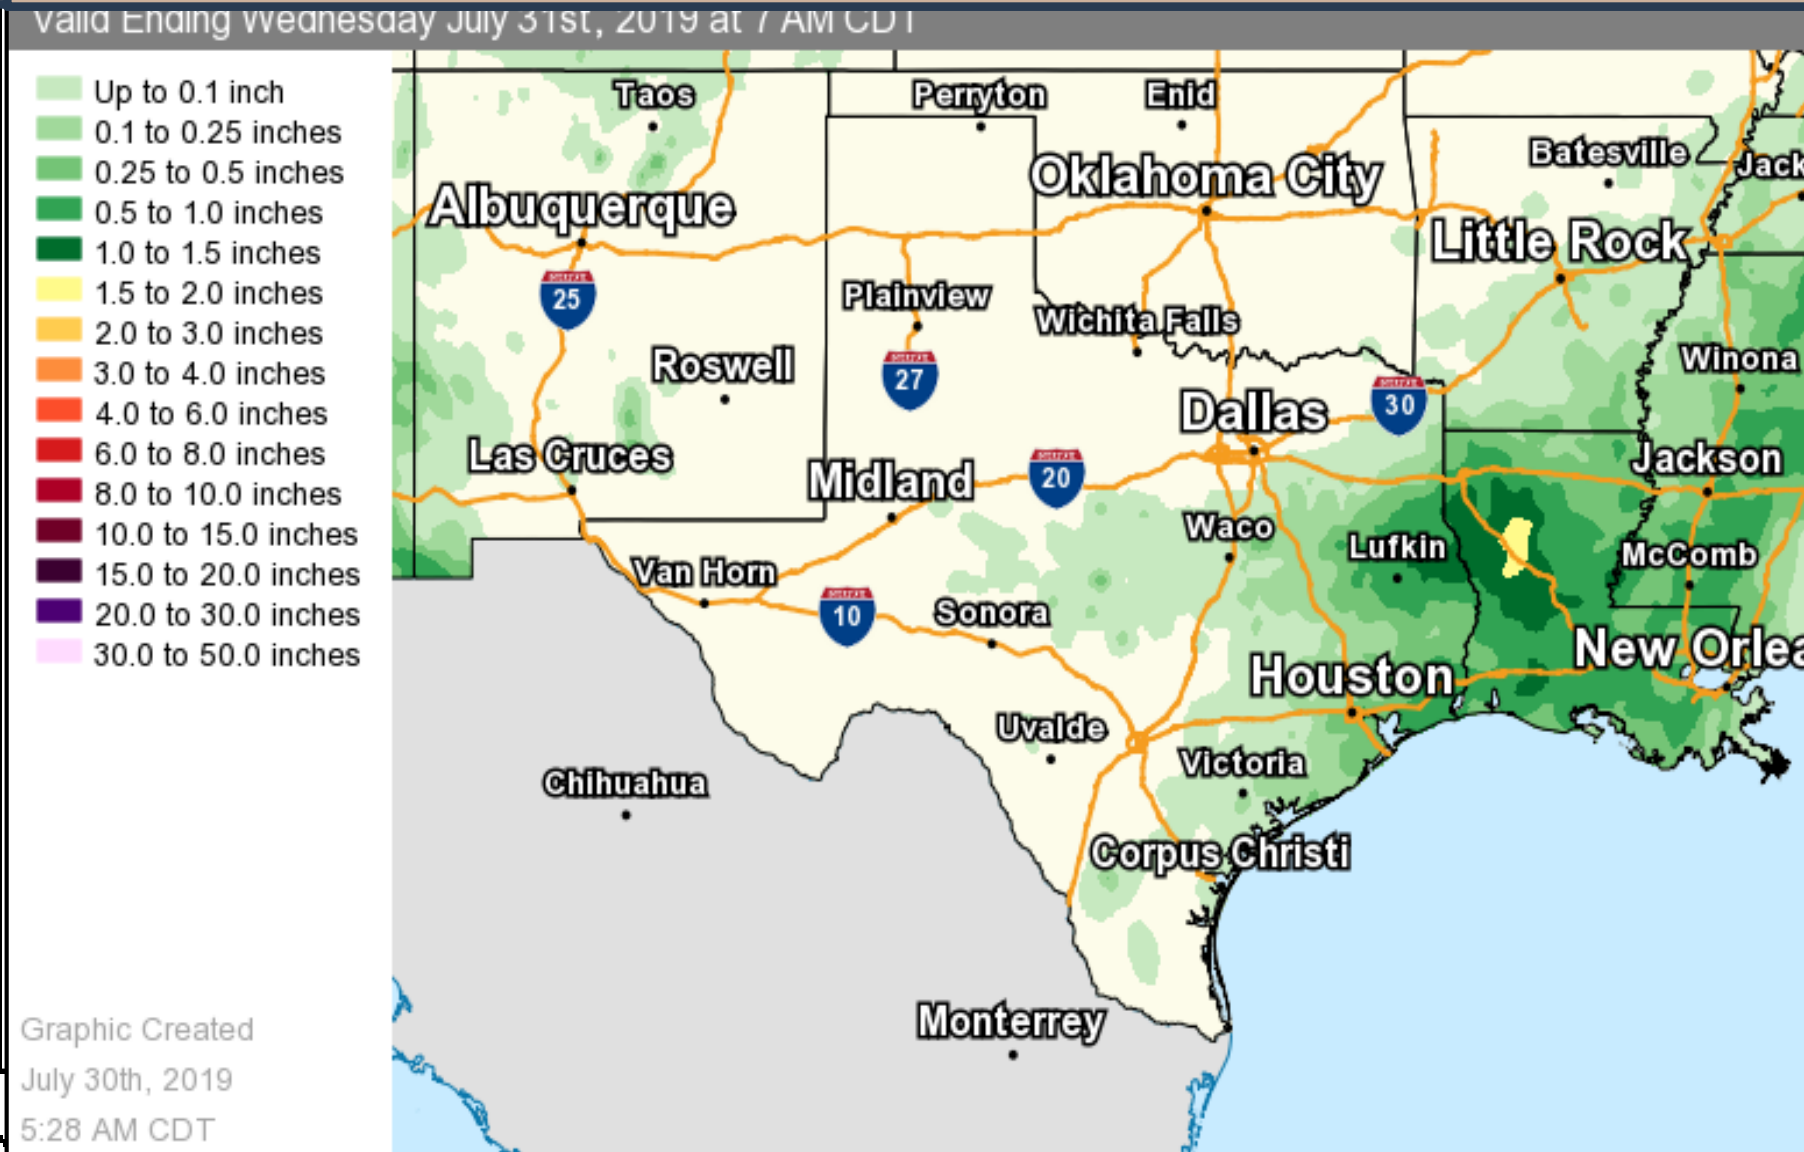 Valid Ending Wednesday July 31st, 2019 at 7 AM CDT
Up to 0.1 inch
0.1 to 0.25 inches
0.25 to 0.5 inches
0.5 to 1.0 inches
1.0 to 1.5 inches
1.5 to 2.0 inches
2.0 to 3.0 inches
3.0 to 4.0 inches
4.0 to 6.0 inches
6.0 to 8.0 inches
8.0 to 10.0 inches
10.0 to 15.0 inches
15.0 to 20.0 inches
20.0 to 30.0 inches
30.0 to 50.0 inches
Graphic Created
July 30th, 2019
5:28 AM CDT
Taos
Perryton
Enid
Batesville
Jack
Oklahoma City
Albuquerque
Little Rock
25
Plainview
Wichita Falls
Winona
Roswell
27
30
Dallas
Las Cruces
Jackson
Midland
20
Waco
Lufkin
McComb
Van Horn
10
Sonora
New Orlea
Houston
Uvalde
Victoria
Chihuahua
Corpus Christi
Monterrey